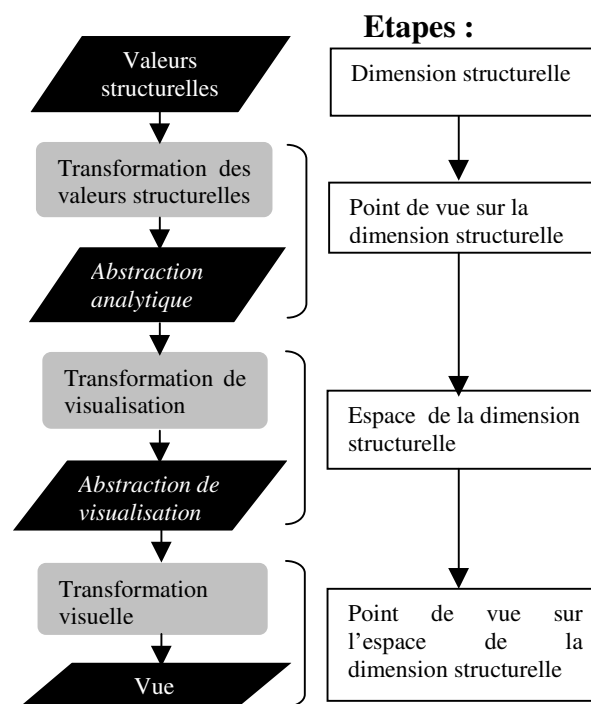 Etapes :
Valeurs
structurelles
Transformation des
valeurs structurelles
Abstraction
analytique
Transformation de
visualisation
Abstraction de
visualisation
Transformation
visuelle
Vue
Dimension structurelle
Point de vue sur la
dimension structurelle
Espace de la dimension
structurelle
Point de vue sur
l’espace de la
dimension structurelle